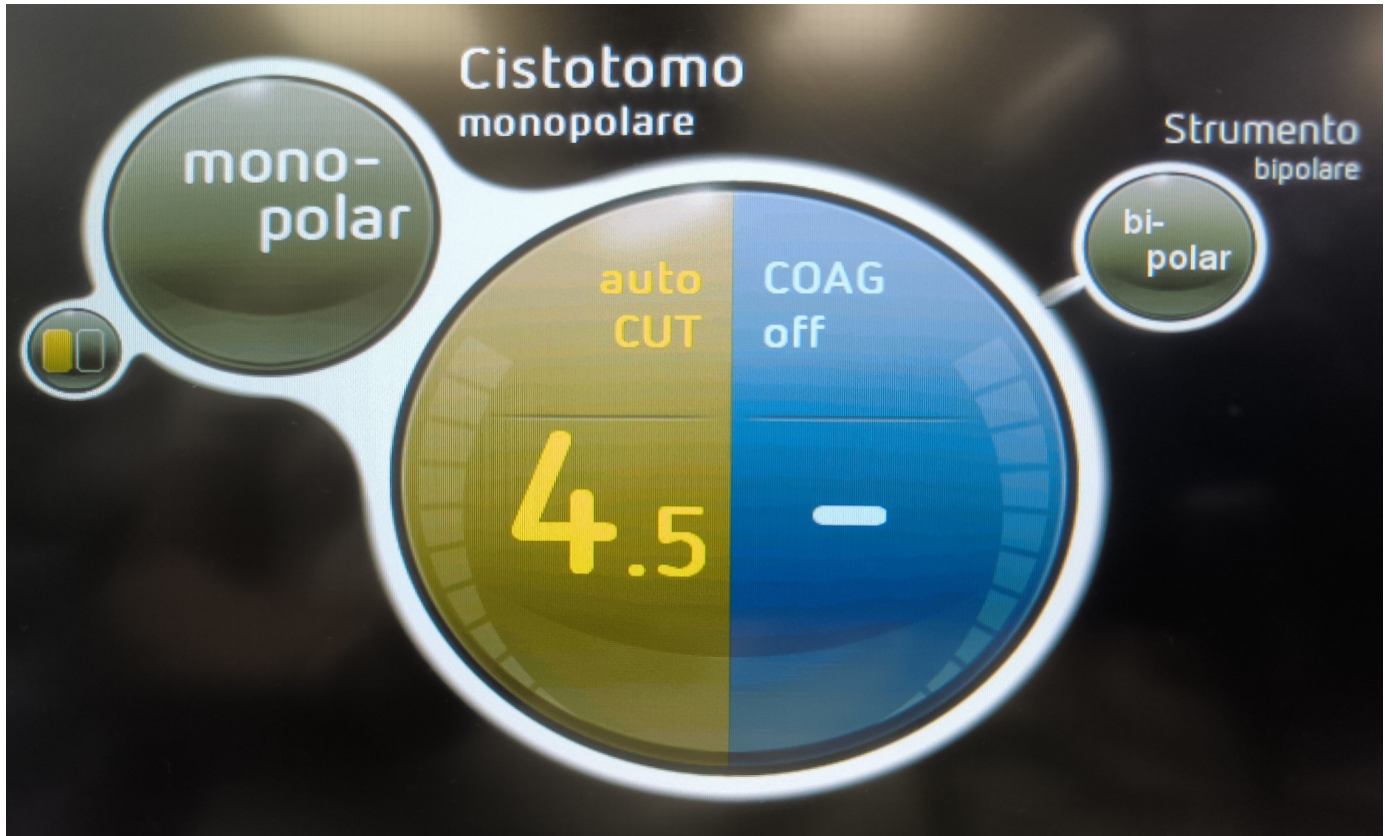 Cistotomo
monopolare
mono-
polar
Strumento
bipolare
bi-
polar
auto
CUT
COAG
off
4.5
-